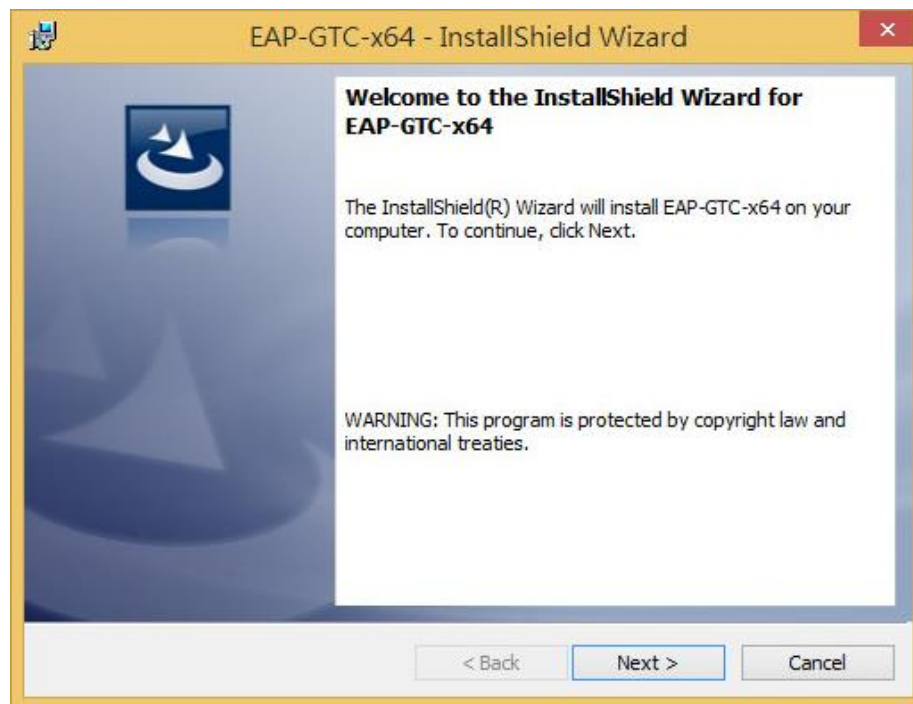 EAP-GTC-x64 - InstallShield Wizard
Welcome to the InstallShield Wizard for
EAP-GTC-x64
The InstallShield(R) Wizard will install EAP-GTC-x64 on your
computer. To continue, click Next.
WARNING: This program is protected by copyright law and
international treaties.
< Back Next > Cancel